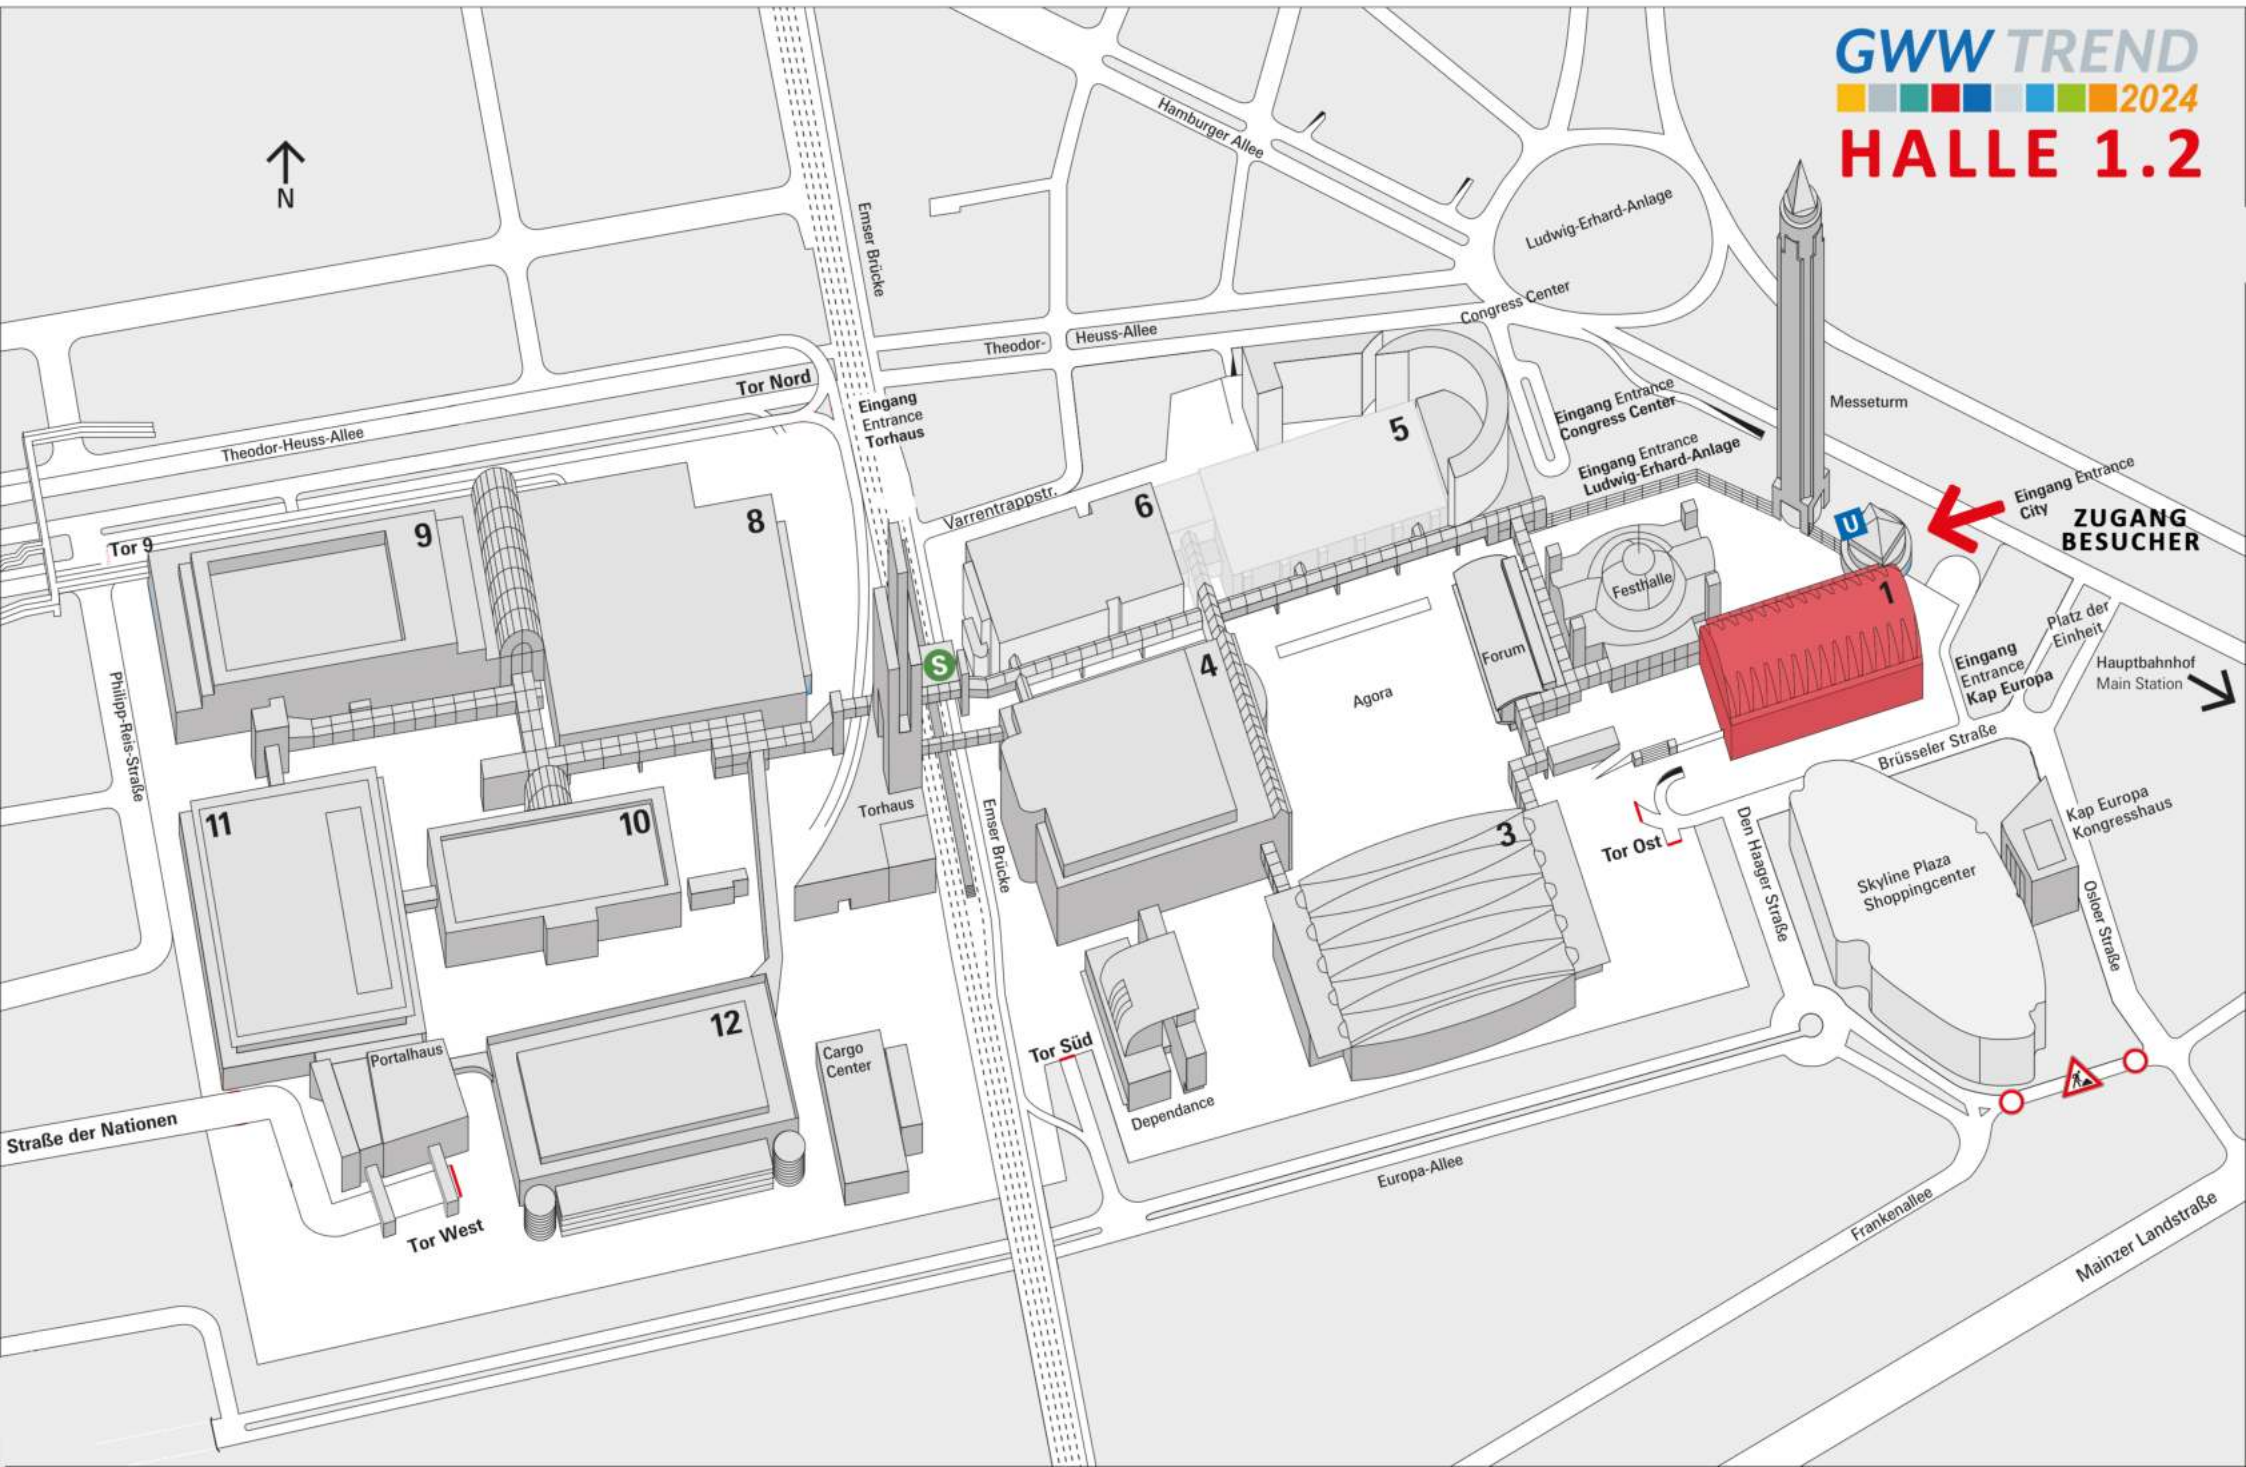 GWW TREND
2024
HALLE 1.2
N
Hamburger Allee
Emser Brücke
Ludwig-Erhard-Anlage
Congress Center
Theodor-
Heuss-Allee
Tor Nord
Eingang
Entrance
Torhaus
Theodor-Heuss-Allee
Eingang Entrance
Congress Center
Eingang Entrance
Ludwig-Erhard-Anlage
Messeturm
Eingang Entrance
City
ZUGANG
BESUCHER
U
5
6
Varrentrappstr.
8
9
Tor 9
Festhalle
1
Platz der
Einheit
Eingang
Entrance
Kap Europa
Hauptbahnhof
Main Station
S
4
Forum
Agora
Philipp-Reis-Straße
Brüsseler Straße
Torhaus
Emser Brücke
11
10
3
Tor Ost
Den Haager Straße
Kap Europa
Kongresshaus
Skyline Plaza
Shoppingcenter
Osloer Straße
12
Portalhaus
Cargo
Center
Tor Süd
Dependance
Straße der Nationen
Tor West
Europa-Allee
Frankenallee
Mainzer Landstraße